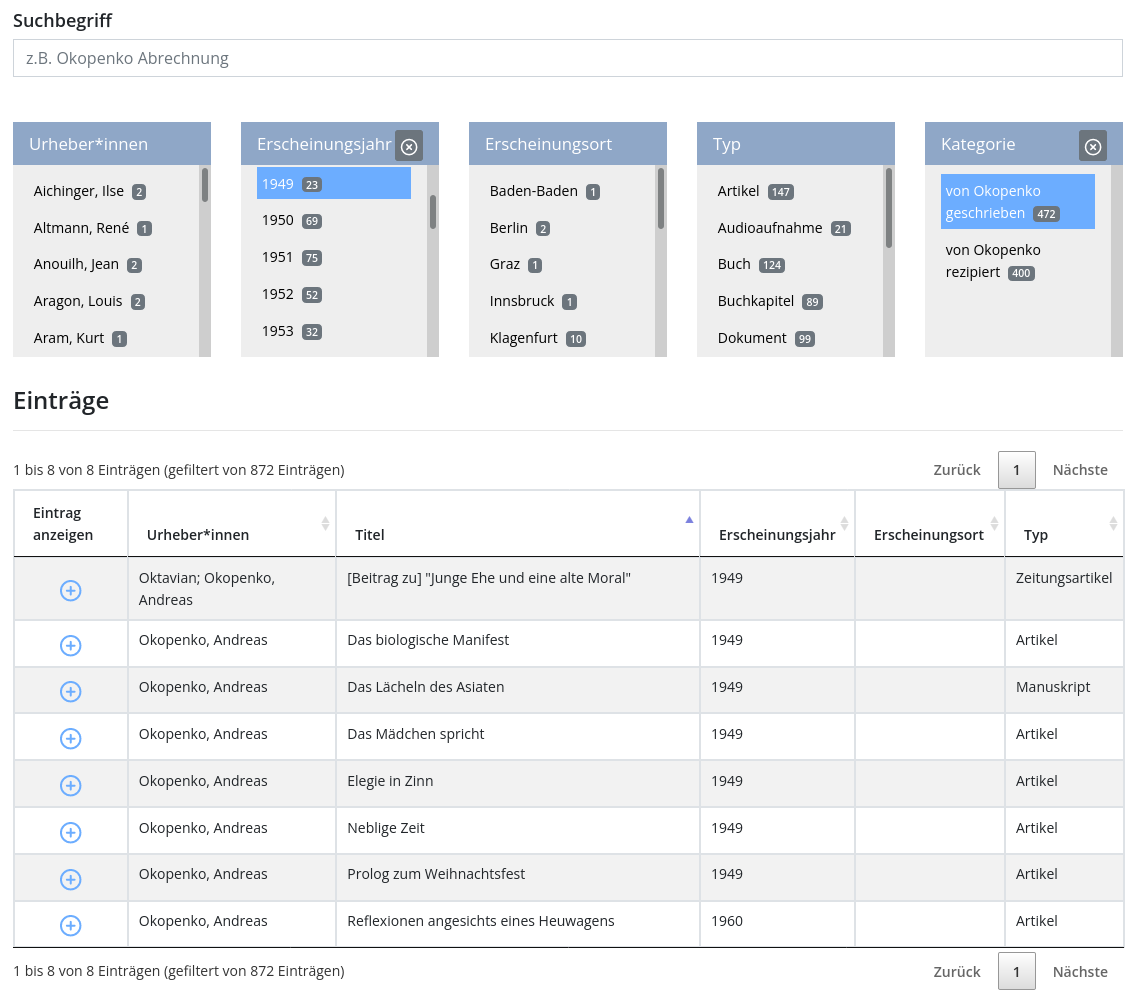 Suchbegriff
z.B. Okopenko Abrechnung
Urheber*innen
Aichinger, Ilse 2
Altmann, René 1
Anouilh, Jean 2
Aragon, Louis 2
Aram, Kurt 1
Erscheinungsjahr
1949 23
1950 69
1951 75
1952 52
1953 32
Erscheinungsort
Baden-Baden 1
Berlin 2
Graz 1
Innsbruck 1
Klagenfurt 10
Typ
Artikel 147
Audioaufnahme 21
Buch 124
Buchkapitel 89
Dokument 99
Kategorie
von Okopenko
geschrieben 472
von Okopenko
rezipiert 400
Einträge
1 bis 8 von 8 Einträgen (gefiltert von 872 Einträgen)
Zurück 1 Nächste
Eintrag
anzeigen Urheber*innen Titel Erscheinungsjahr Erscheinungsort Typ
Oktavian; Okopenko, [Beitrag zu] "Junge Ehe und eine alte Moral" 1949 Zeitungsartikel
Andreas
Okopenko, Andreas Das biologische Manifest 1949 Artikel
Okopenko, Andreas Das Lächeln des Asiaten 1949 Manuskript
Okopenko, Andreas Das Mädchen spricht 1949 Artikel
Okopenko, Andreas Elegie in Zinn 1949 Artikel
Okopenko, Andreas Neblige Zeit 1949 Artikel
Okopenko, Andreas Prolog zum Weihnachtsfest 1949 Artikel
Okopenko, Andreas Reflexionen angesichts eines Heuwagens 1960 Artikel
1 bis 8 von 8 Einträgen (gefiltert von 872 Einträgen)
Zurück 1 Nächste